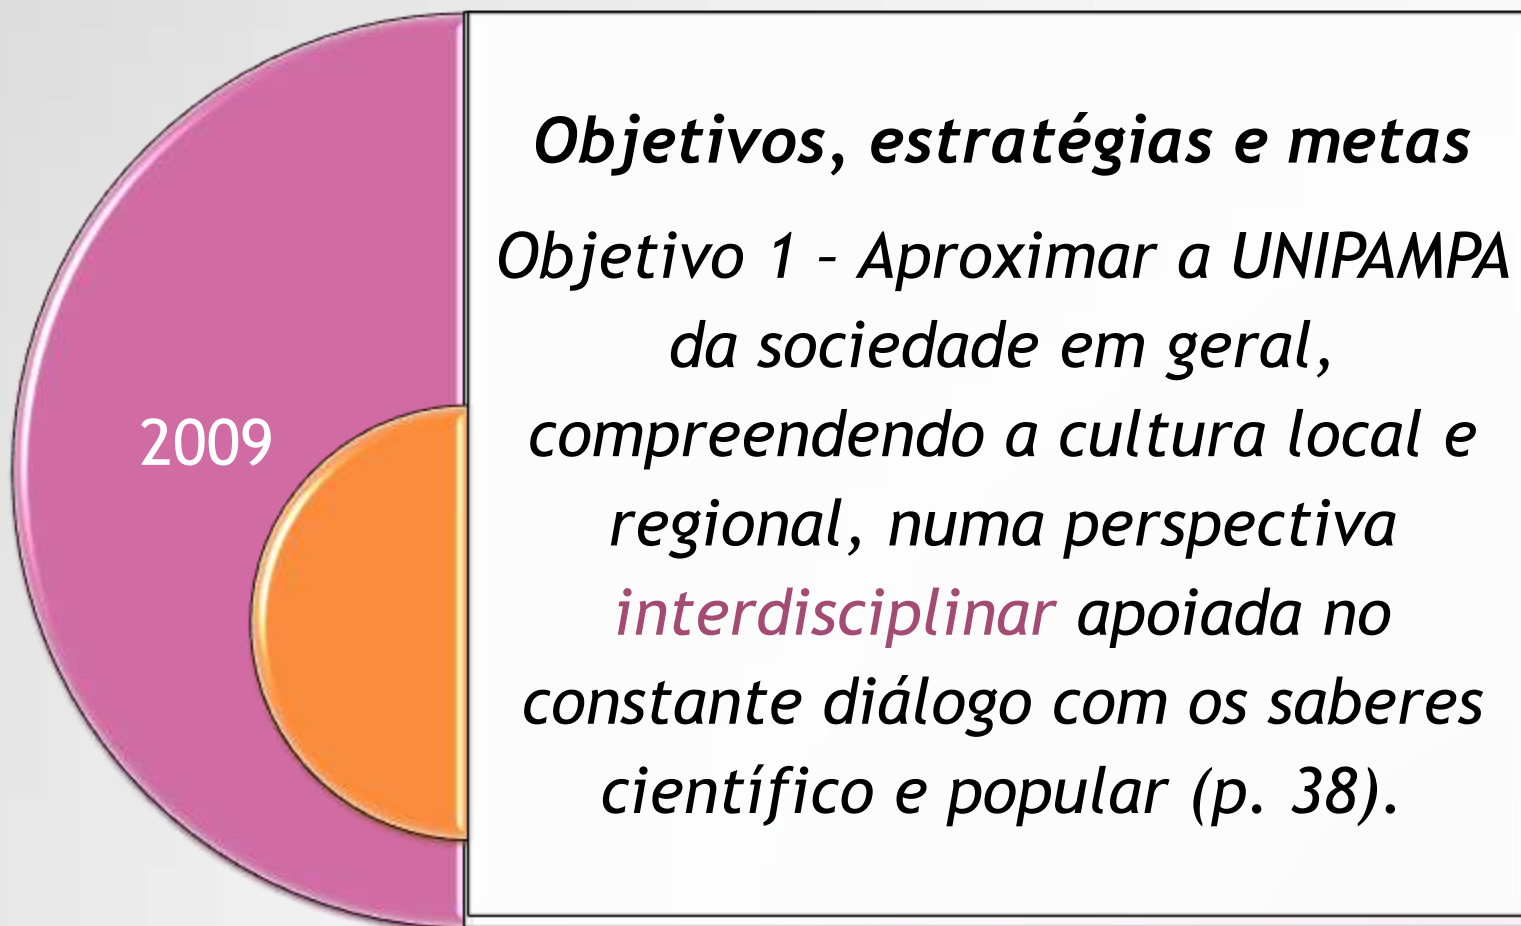 2009
Objetivos, estratégias e metas
Objetivo 1 – Aproximar a UNIPAMPA
da sociedade em geral,
compreendendo a cultura local e
regional, numa perspectiva
interdisciplinar apoiada no
constante diálogo com os saberes
científico e popular (p. 38).